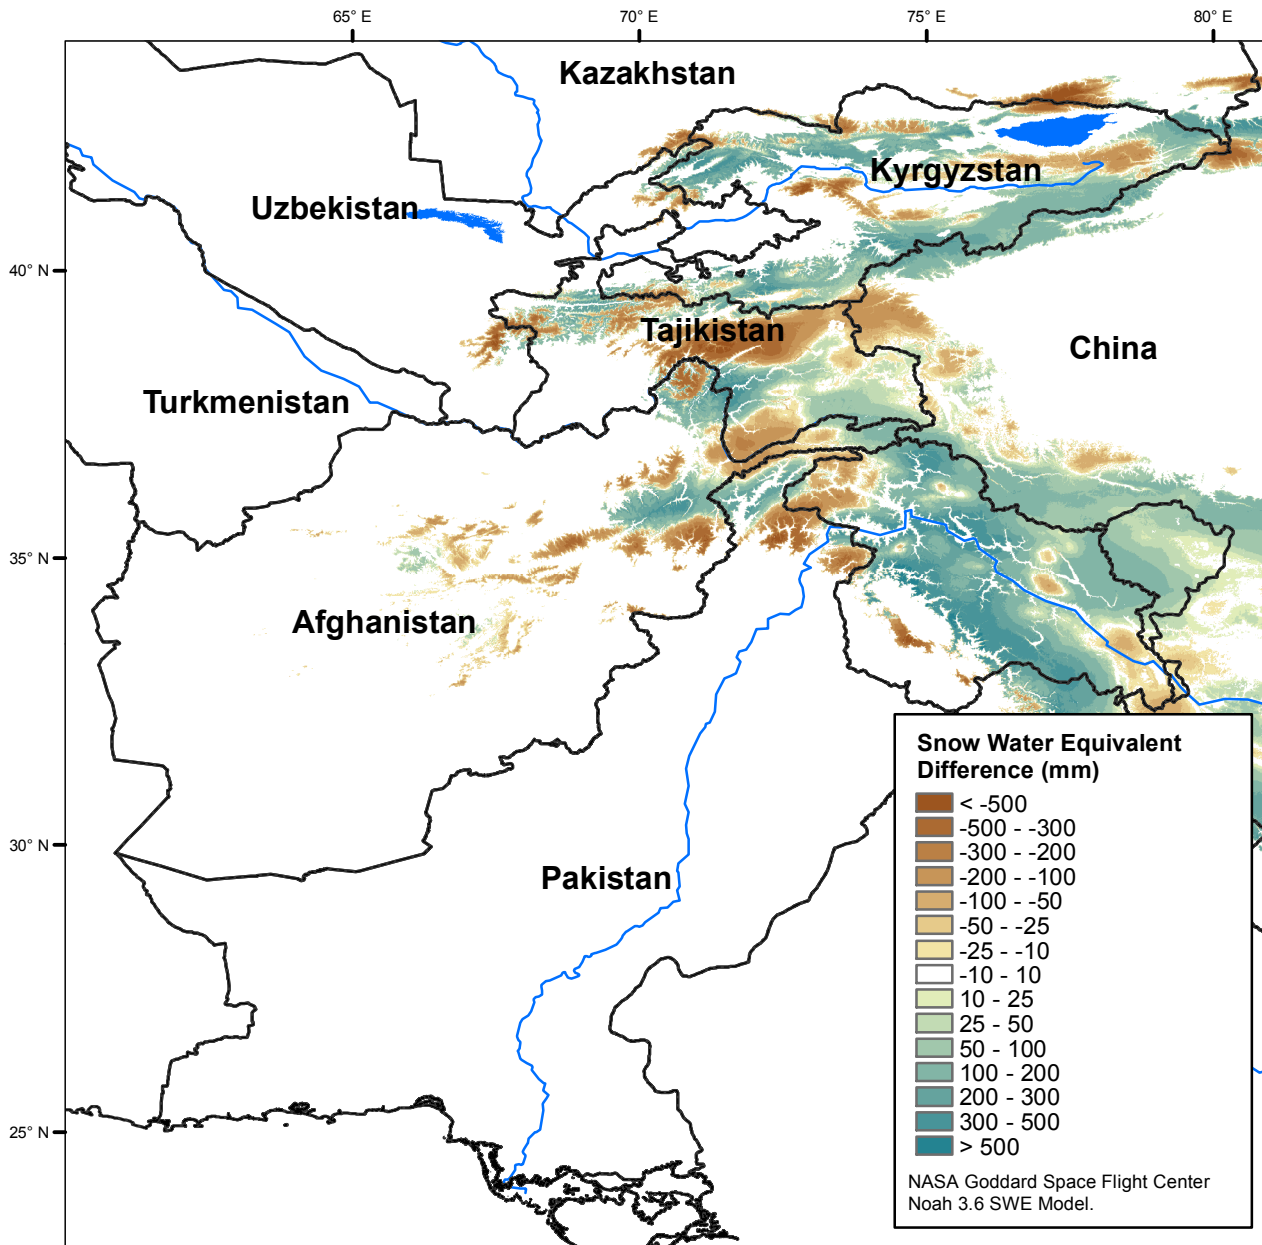 65° E
70° E
75° E
80° E
Kazakhstan
Kyrgyzstan
Uzbekistan
40° N
Tajikistan
China
Turkmenistan
35° N
Afghanistan
30° N
Pakistan
25° N
Snow Water Equivalent
Difference (mm)
< -500
-500 - -300
-300 - -200
-200 - -100
-100 - -50
-50 - -25
-25 - -10
-10 - 10
10 - 25
25 - 50
50 - 100
100 - 200
200 - 300
300 - 500
> 500
NASA Goddard Space Flight Center
Noah 3.6 SWE Model.